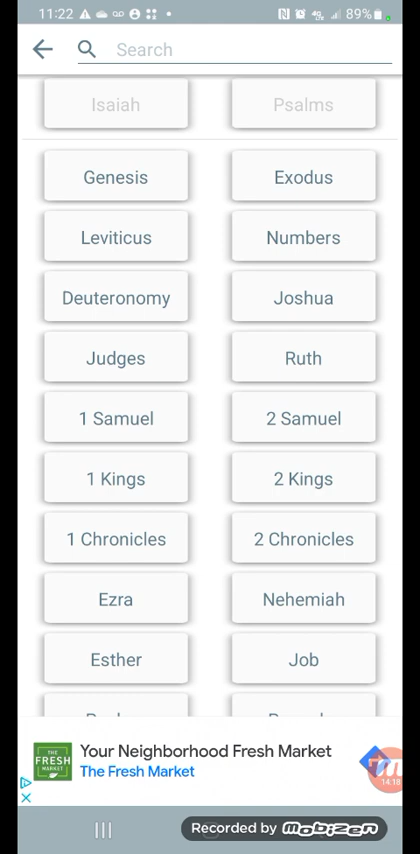 11:22 89%
Search
Isaiah Psalms
Genesis Exodus
Leviticus Numbers
Deuteronomy Joshua
Judges Ruth
1 Samuel 2 Samuel
1 Kings 2 Kings
1 Chronicles 2 Chronicles
Ezra Nehemiah
Esther Job
THE FRESH MARKET
Your Neighborhood Fresh Market
The Fresh Market
14:18
Recorded by mobizen